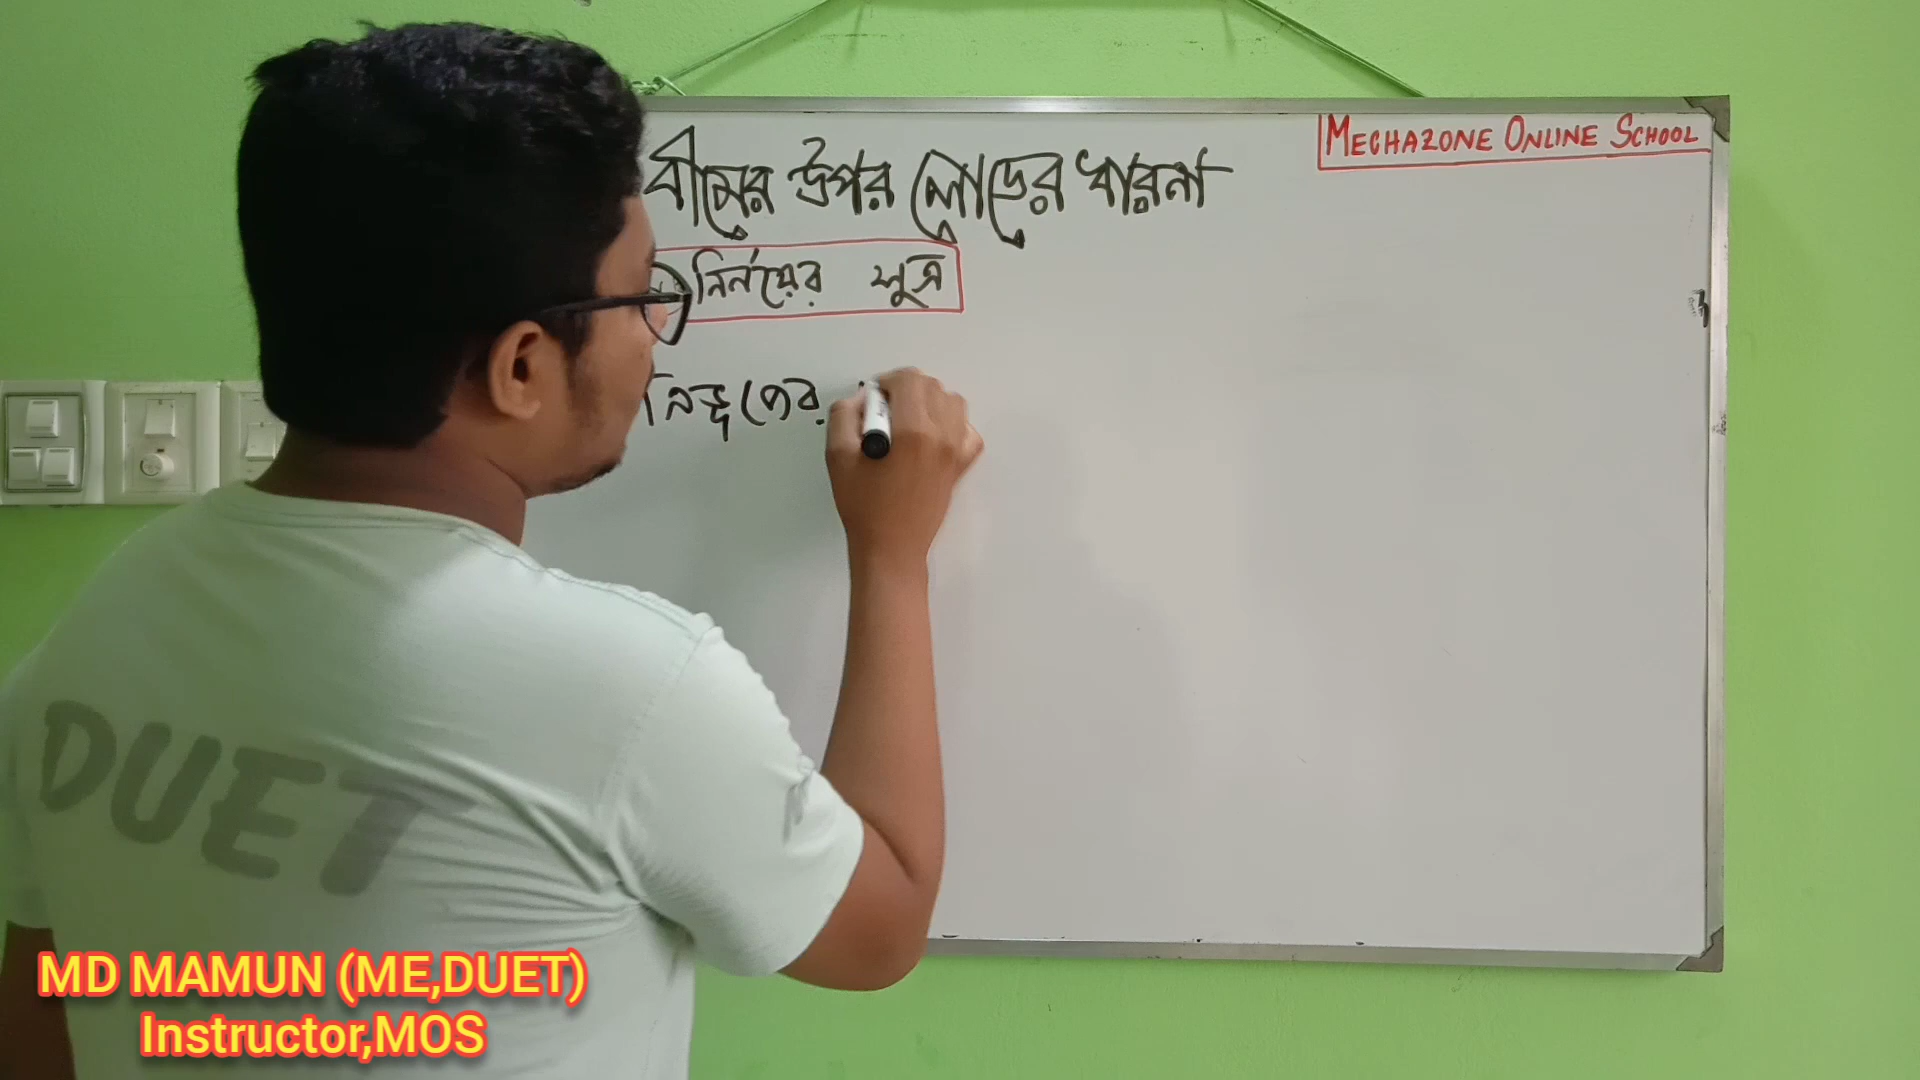 MECHAZONE ONLINE SCHOOL
বীমের উপর লোডের ধারনা
নির্ণয়ের সূত্র
DUET
MD MAMUN (ME,DUET)
Instructor,MOS